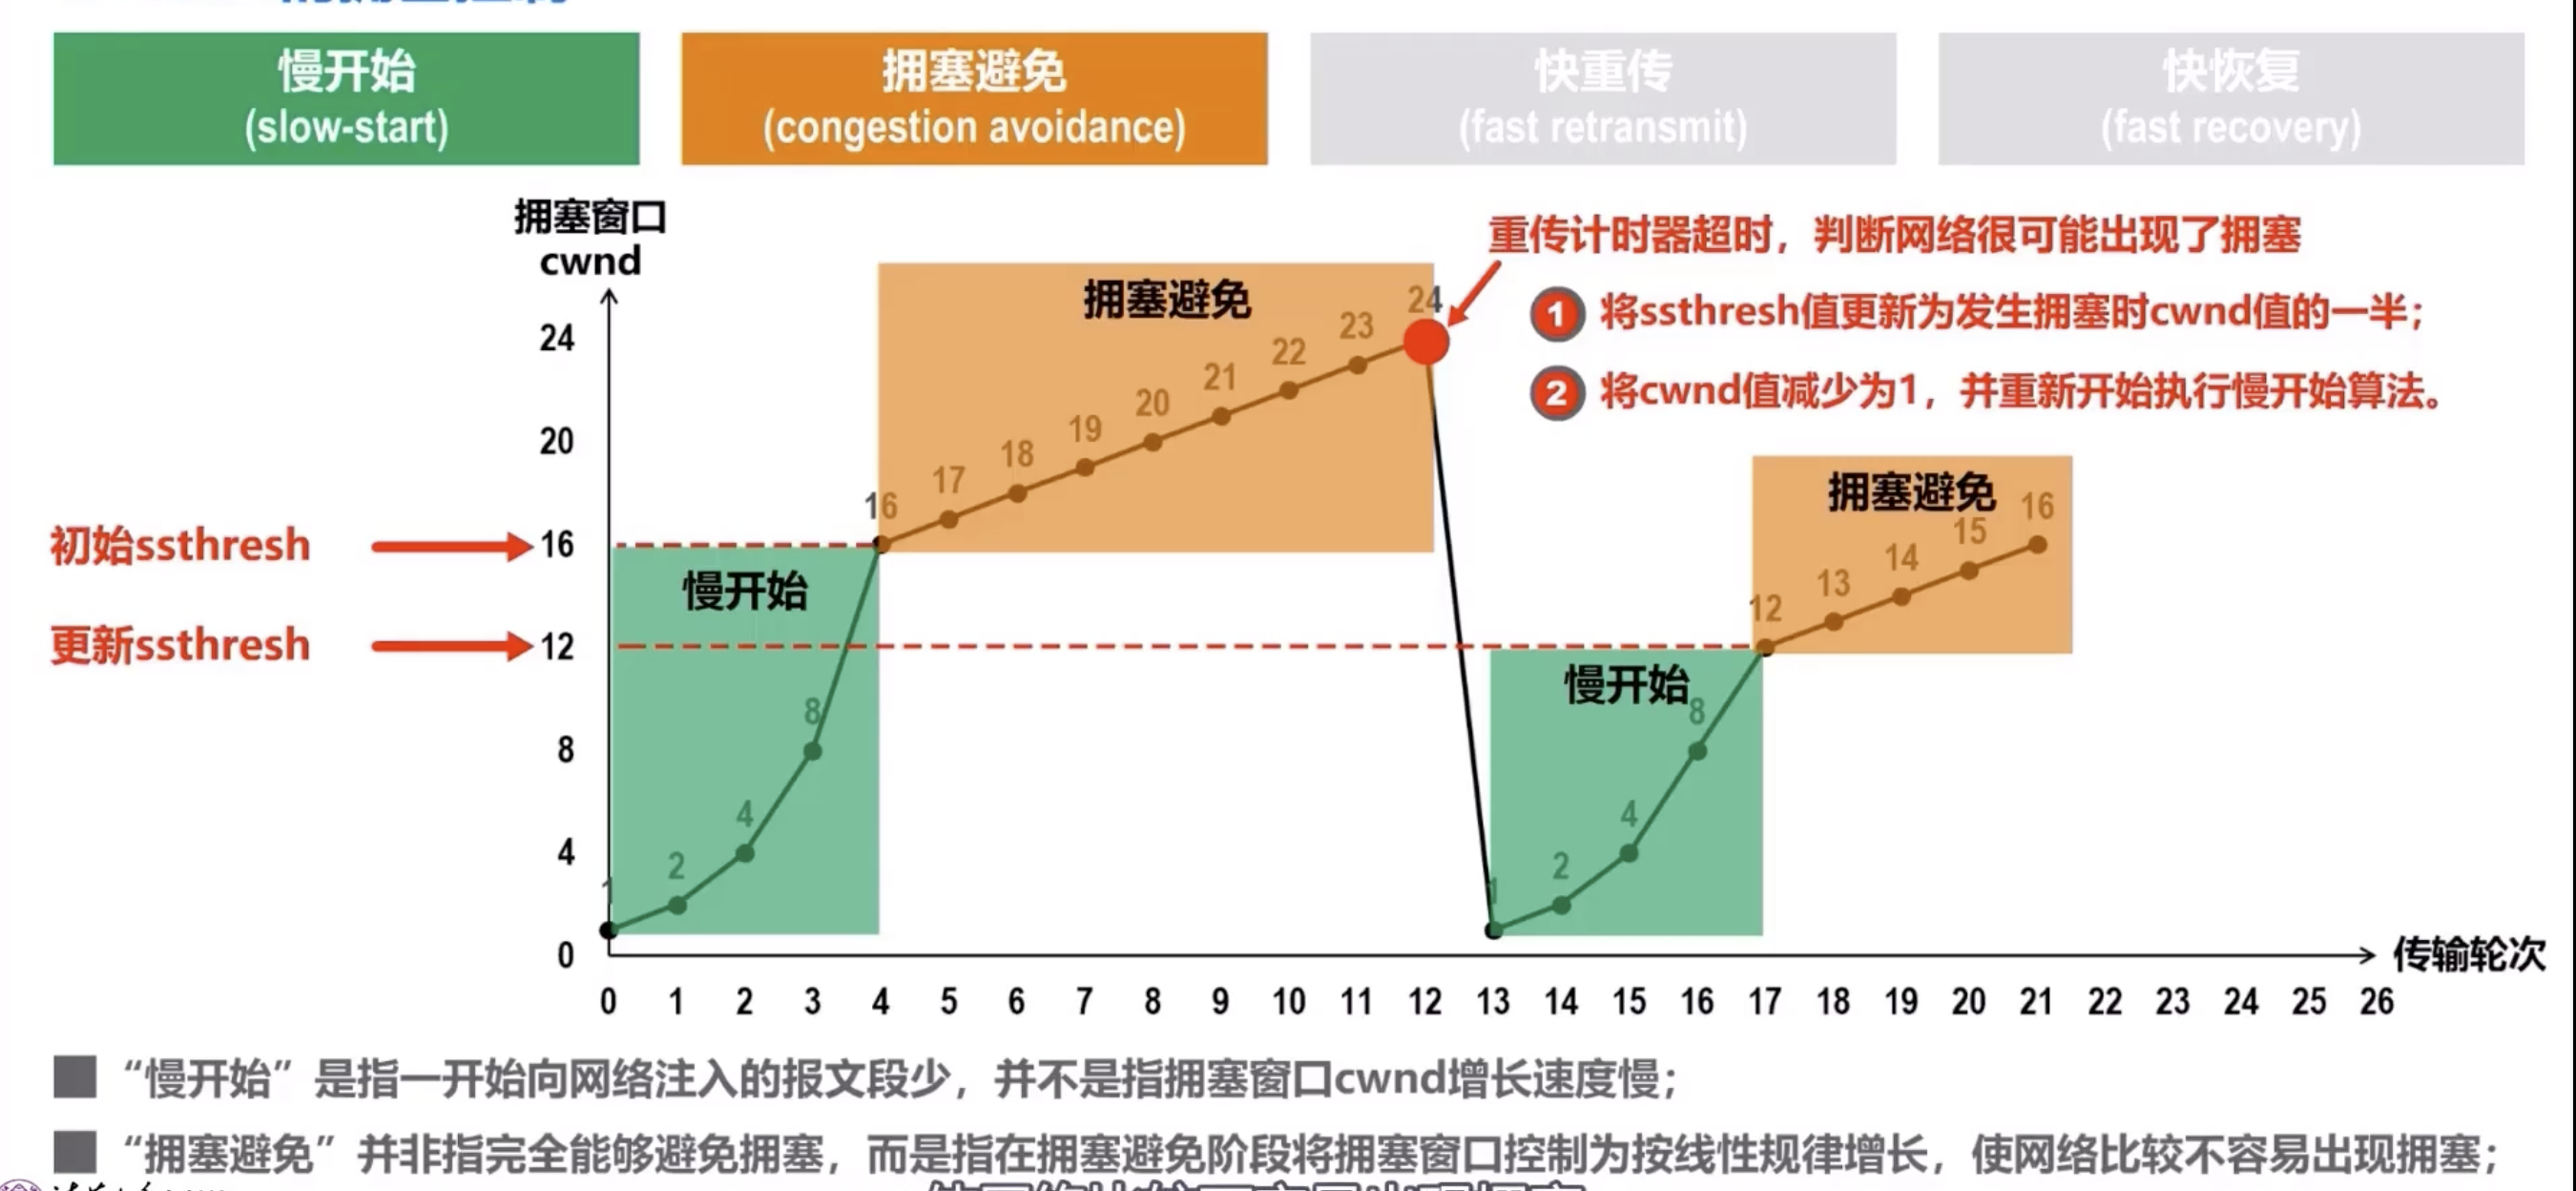 慢开始
(slow-start)
拥塞避免
(congestion avoidance)
快重传
(fast retransmit)
快恢复
(fast recovery)
拥塞窗口
cwnd
重传计时器超时，判断网络很可能出现了拥塞
1 将ssthresh值更新为发生拥塞时cwnd值的一半；
2 将cwnd值减少为1，并重新开始执行慢开始算法。
拥塞避免
24
23
22
21
20
19
18
17
16
拥塞避免
16
15
14
13
12
24
20
初始ssthresh 16
更新ssthresh 12
8
4
0
慢开始
8
4
2
1
慢开始
8
4
2
1
传输轮次
0 1 2 3 4 5 6 7 8 9 10 11 12 13 14 15 16 17 18 19 20 21 22 23 24 25 26
“慢开始”是指一开始向网络注入的报文段少，并不是指拥塞窗口cwnd增长速度慢；
“拥塞避免”并非指完全能够避免拥塞，而是指在拥塞避免阶段将拥塞窗口控制为按线性规律增长，使网络比较不容易出现拥塞；